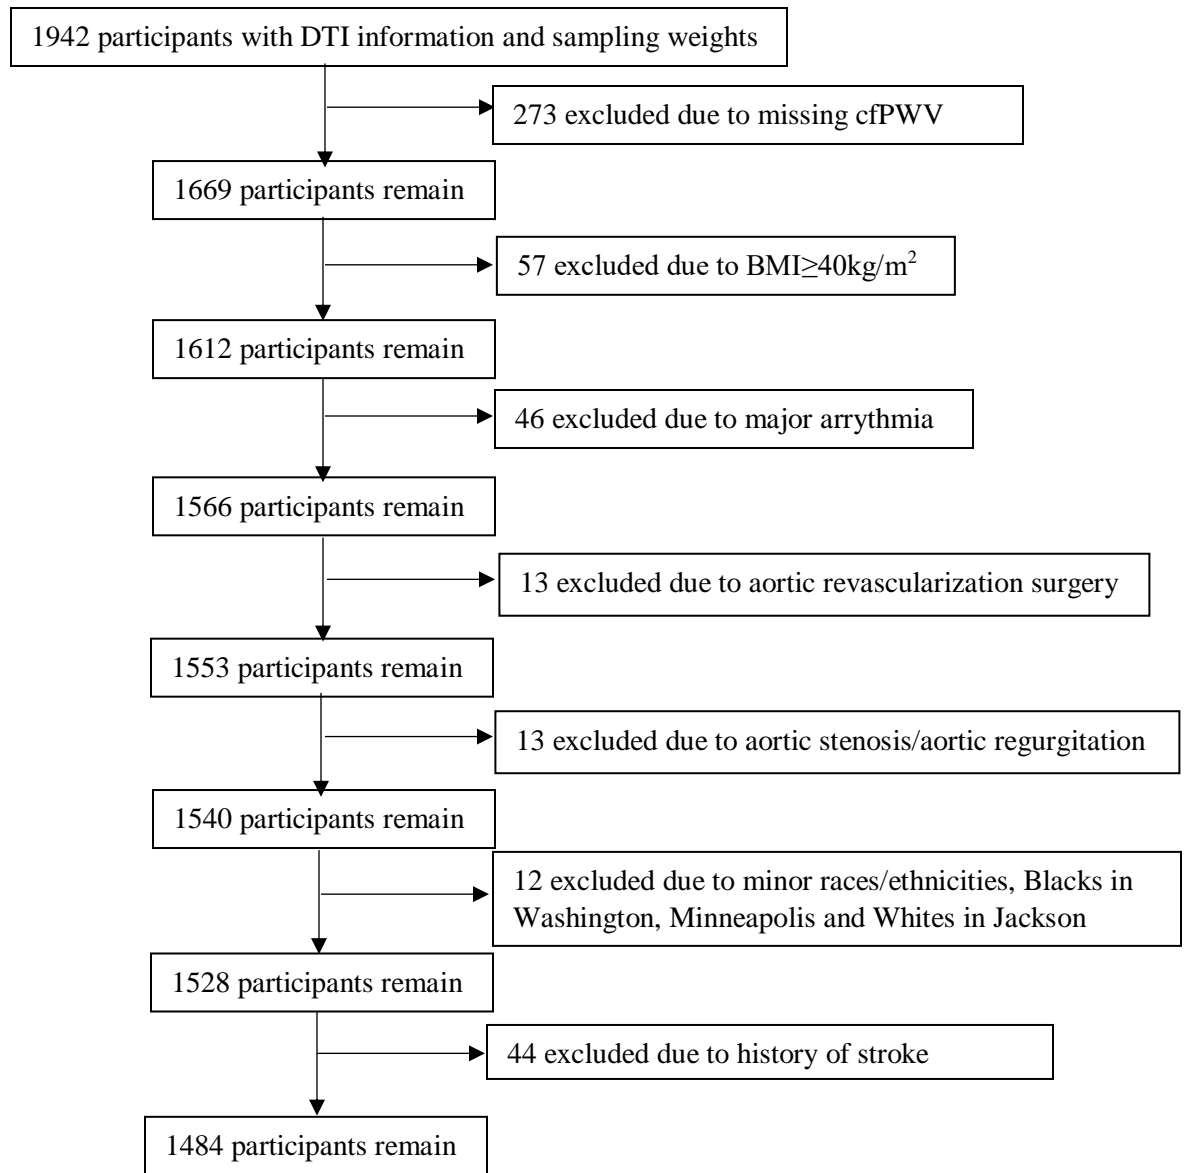 1942 participants with DTI information and sampling weights
273 excluded due to missing cfPWV
1669 participants remain
57 excluded due to BMI≥40kg/m²
1612 participants remain
46 excluded due to major arrythmia
1566 participants remain
13 excluded due to aortic revascularization surgery
1553 participants remain
13 excluded due to aortic stenosis/aortic regurgitation
1540 participants remain
12 excluded due to minor races/ethnicities, Blacks in
Washington, Minneapolis and Whites in Jackson
1528 participants remain
44 excluded due to history of stroke
1484 participants remain